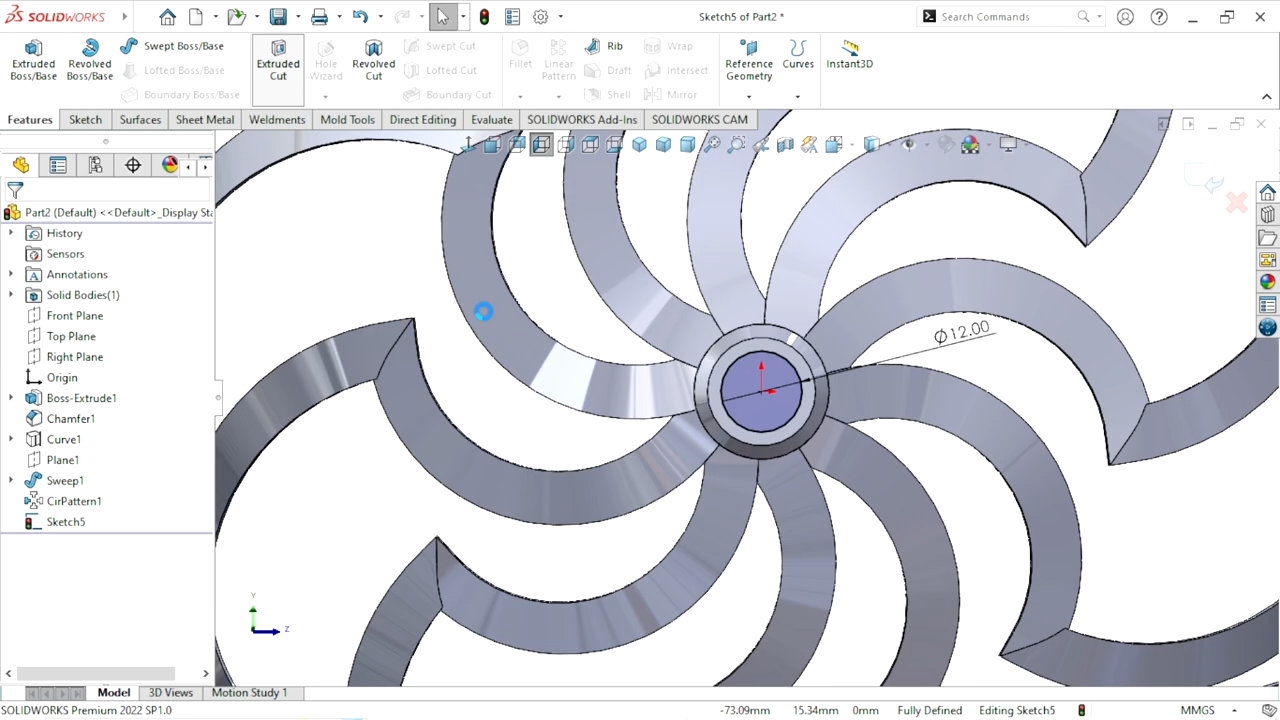 SOLIDWORKS
Sketch5 of Part2 *
Search Commands
Extruded Boss/Base
Revolved Boss/Base
Swept Boss/Base
Lofted Boss/Base
Boundary Boss/Base
Extruded Cut
Hole Wizard
Revolved Cut
Swept Cut
Lofted Cut
Boundary Cut
Fillet
Linear Pattern
Rib
Draft
Shell
Wrap
Intersect
Mirror
Reference Geometry
Curves
Instant3D
Features
Sketch
Surfaces
Sheet Metal
Weldments
Mold Tools
Direct Editing
Evaluate
SOLIDWORKS Add-Ins
SOLIDWORKS CAM
Part2 (Default) <<Default>_Display Sta
History
Sensors
Annotations
Solid Bodies(1)
Front Plane
Top Plane
Right Plane
Origin
Boss-Extrude1
Chamfer1
Curve1
Plane1
Sweep1
CirPattern1
Sketch5
Ø12.00
Y
Z
Model
3D Views
Motion Study 1
SOLIDWORKS Premium 2022 SP1.0
-73.09mm
15.34mm
0mm
Fully Defined
Editing Sketch5
MMGS